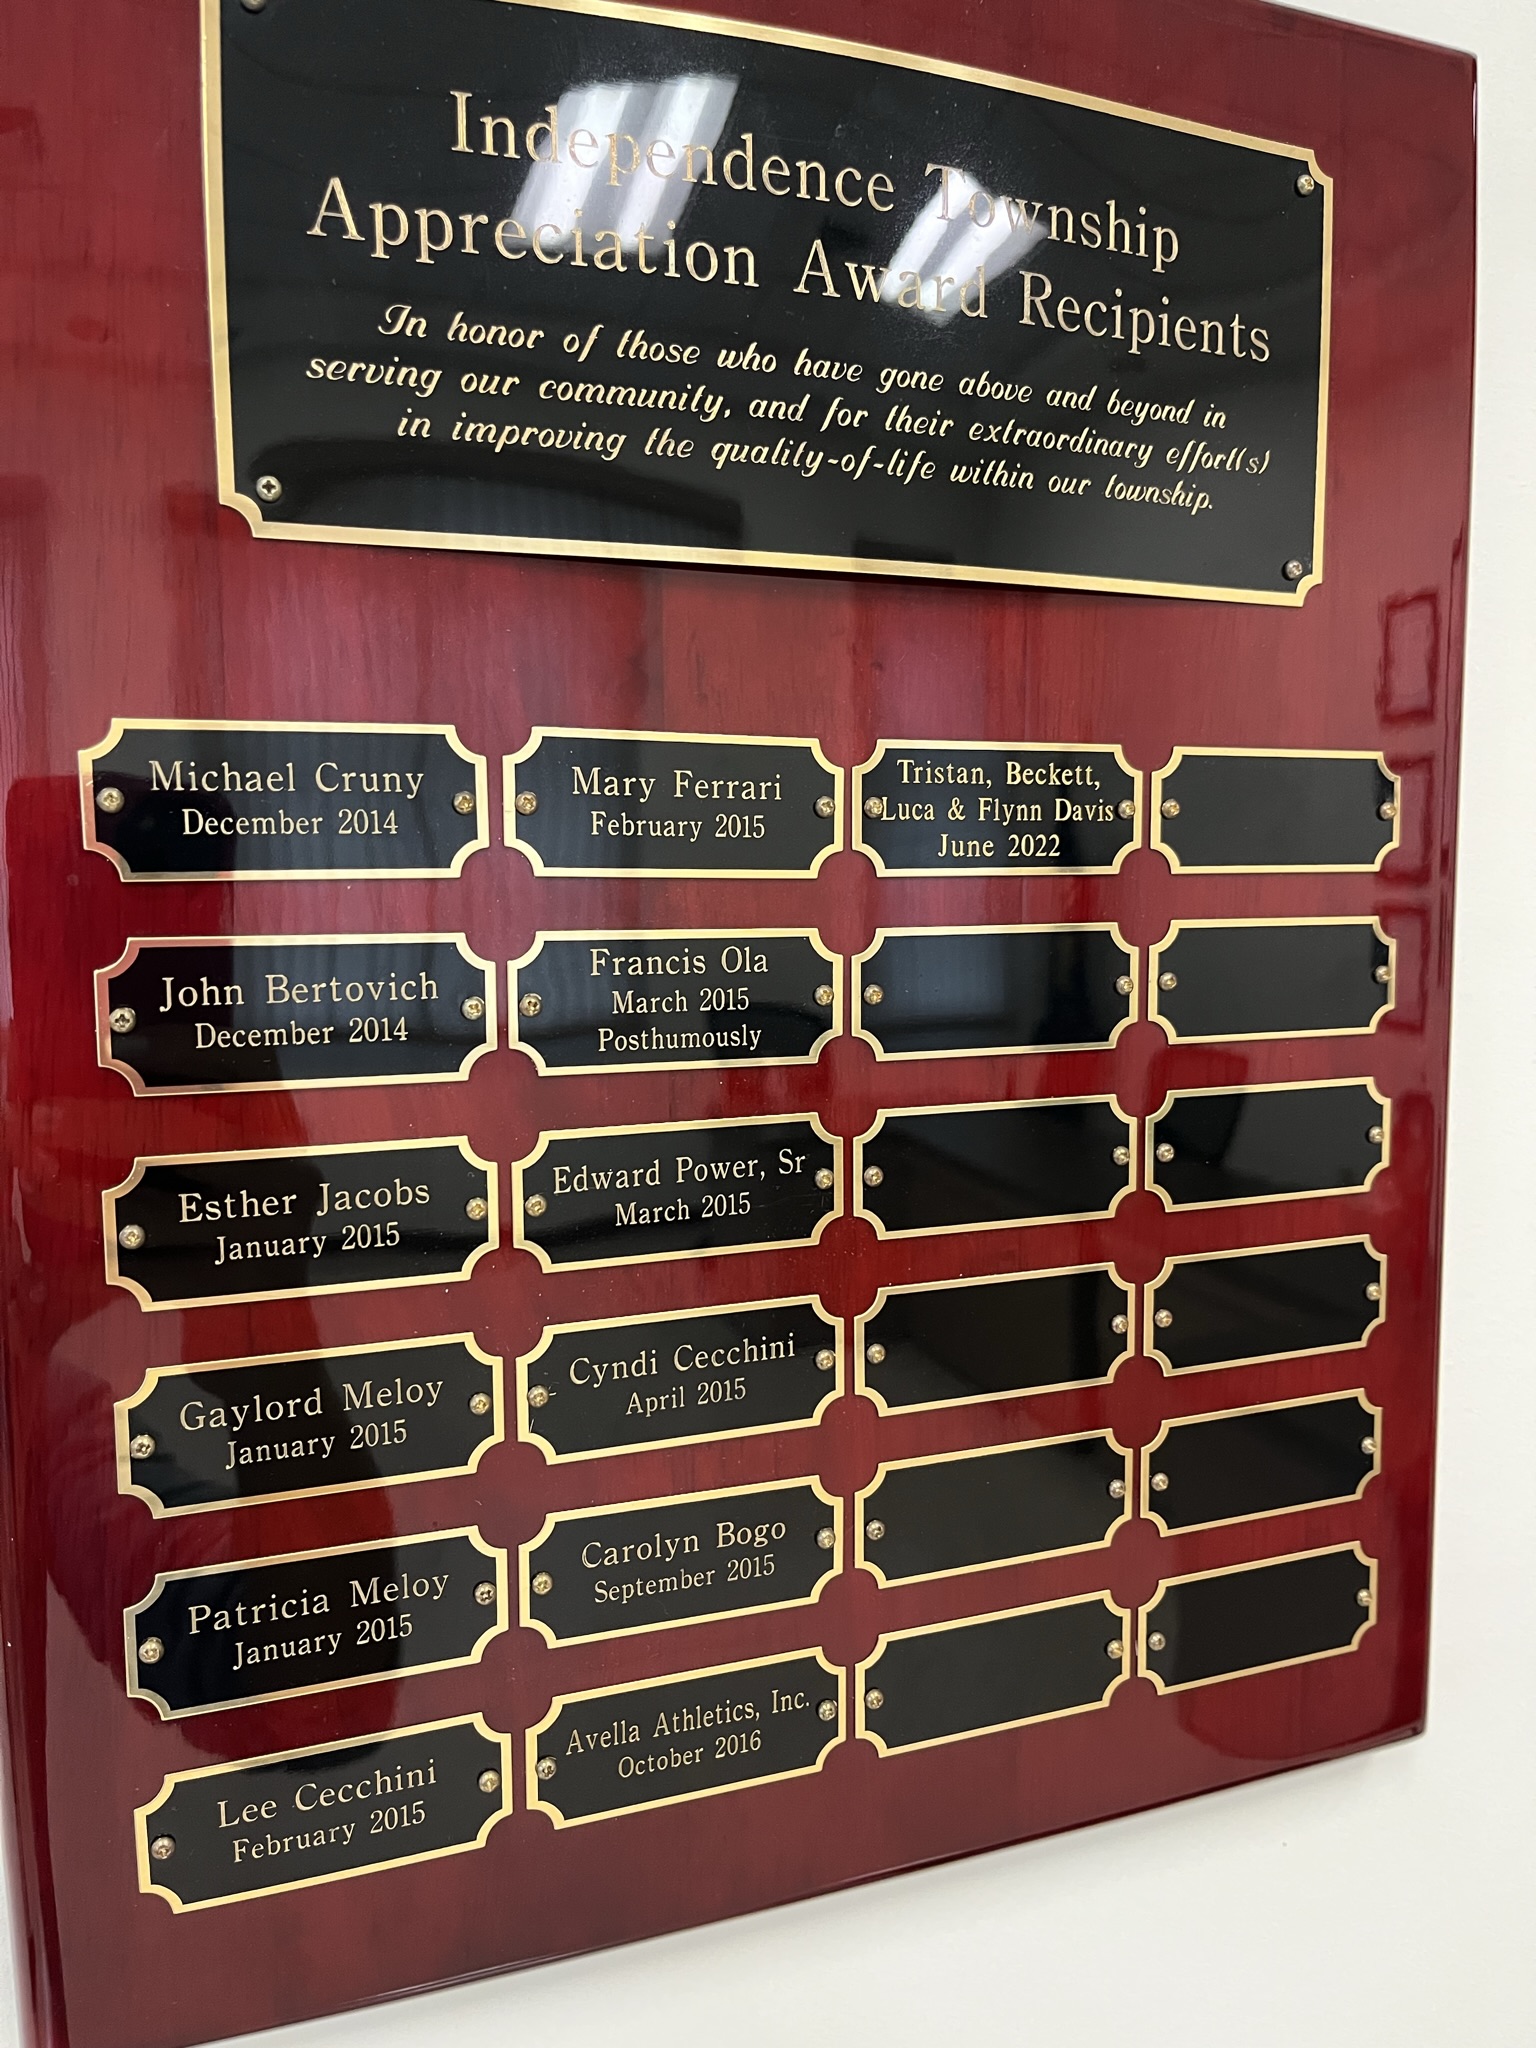 Independence Township
Appreciation Award Recipients
In honor of those who have gone above and beyond in
serving our community, and for their extraordinary effort(s)
in improving the quality-of-life within our township.
Michael Cruny
December 2014
John Bertovich
December 2014
Esther Jacobs
January 2015
Gaylord Meloy
January 2015
Patricia Meloy
January 2015
Lee Cecchini
February 2015
Mary Ferrari
February 2015
Francis Ola
March 2015
Posthumously
Edward Power, Sr
March 2015
Cyndi Cecchini
April 2015
Carolyn Bogo
September 2015
Avella Athletics, Inc.
October 2016
Tristan, Beckett,
Luca & Flynn Davis
June 2022